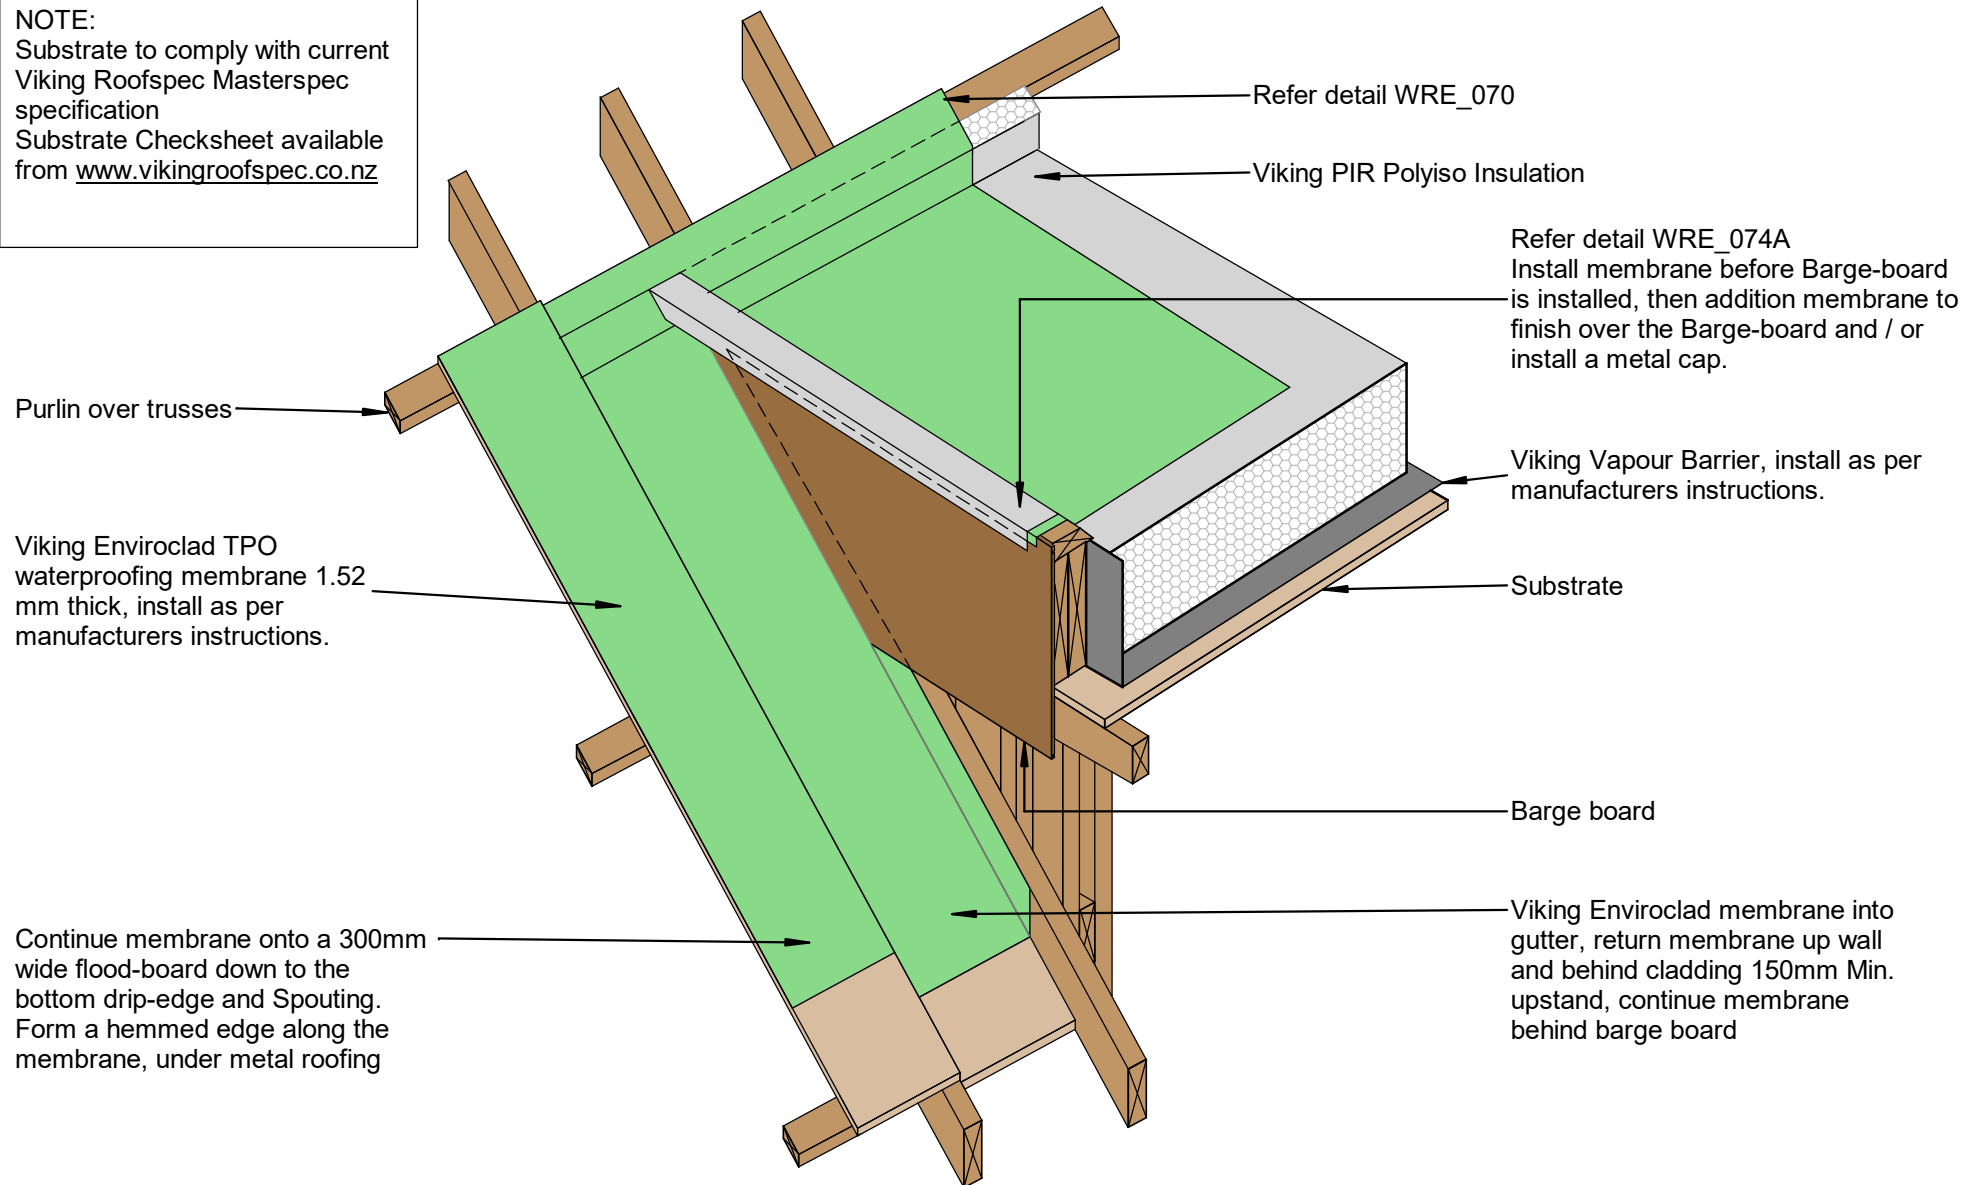 NOTE:
Substrate to comply with current
Viking Roofspec Masterspec
specification
Substrate Checksheet available
from www.vikingroofspec.co.nz
Refer detail WRE_070
Viking PIR Polyiso Insulation
Refer detail WRE_074A
Install membrane before Barge-board
is installed, then addition membrane to
finish over the Barge-board and / or
install a metal cap.
Purlin over trusses
Viking Vapour Barrier, install as per
manufacturers instructions.
Viking Enviroclad TPO
waterproofing membrane 1.52
mm thick, install as per
manufacturers instructions.
Substrate
Barge board
Continue membrane onto a 300mm
wide flood-board down to the
bottom drip-edge and Spouting.
Form a hemmed edge along the
membrane, under metal roofing
Viking Enviroclad membrane into
gutter, return membrane up wall
and behind cladding 150mm Min.
upstand, continue membrane
behind barge board